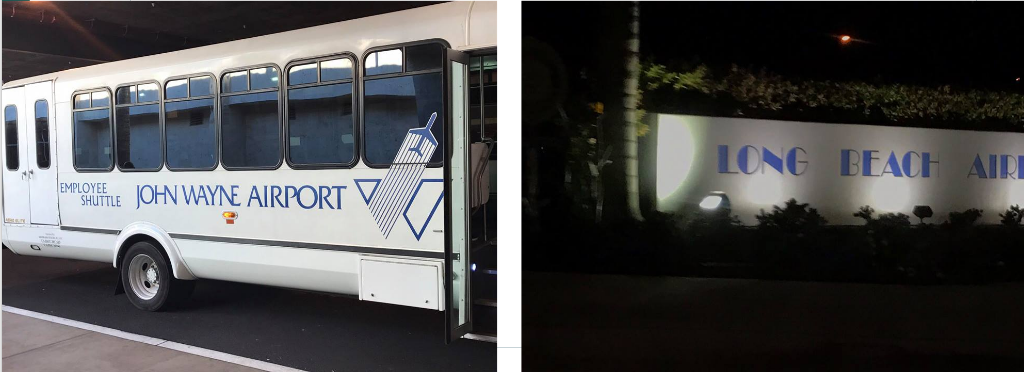 EMPLOYEE
SHUTTLE
JOHN WAYNE AIRPORT
LONG BEACH AIR